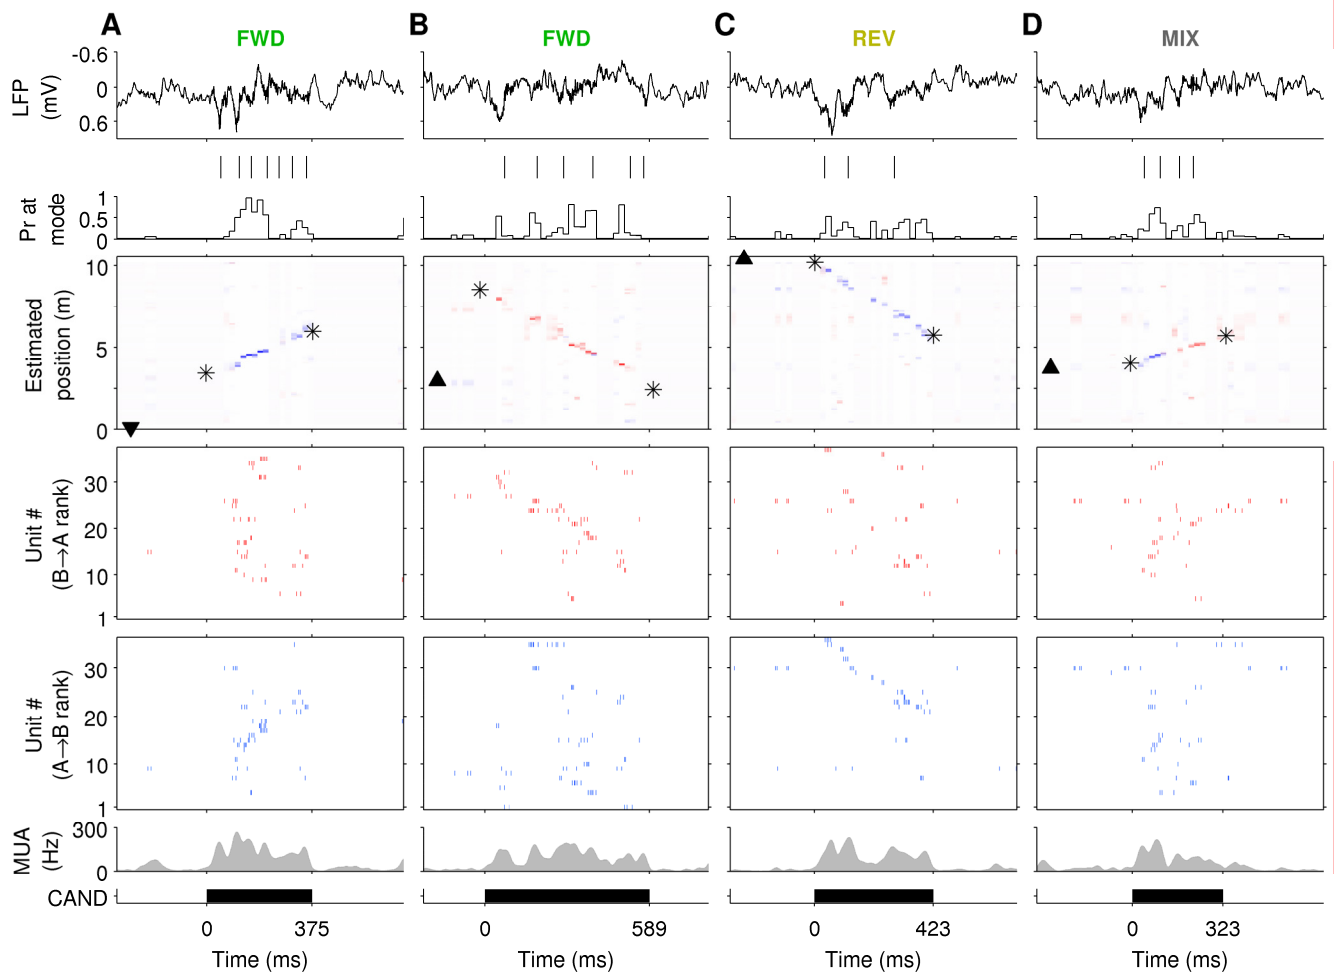 A B C D
FWD FWD REV MIX
LFP
(mV)
-0.6
0
0.6
Pr at
mode
1
0.5
0
Estimated
position (m)
10
5
0
Unit #
(B→A rank)
30
20
10
1
Unit #
(A→B rank)
30
20
10
1
MUA
(Hz)
300
0
CAND
0 375 0 589 0 423 0 323
Time (ms) Time (ms) Time (ms) Time (ms)